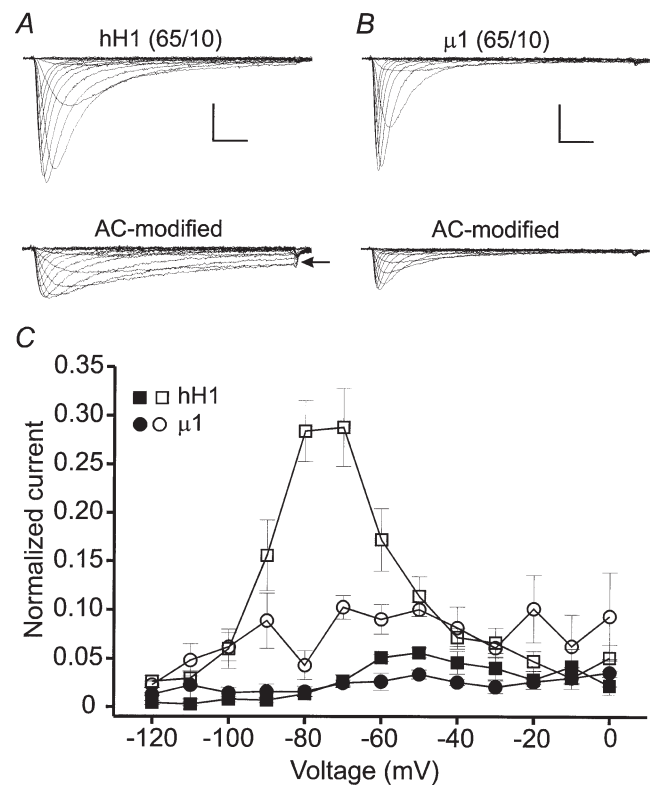 A
hH1 (65/10)
B
μ1 (65/10)
AC-modified
AC-modified
C
0.35
0.30
0.25
0.20
0.15
0.10
0.05
0
Normalized current
hH1
μ1
-120
-100
-80
-60
-40
-20
0
Voltage (mV)